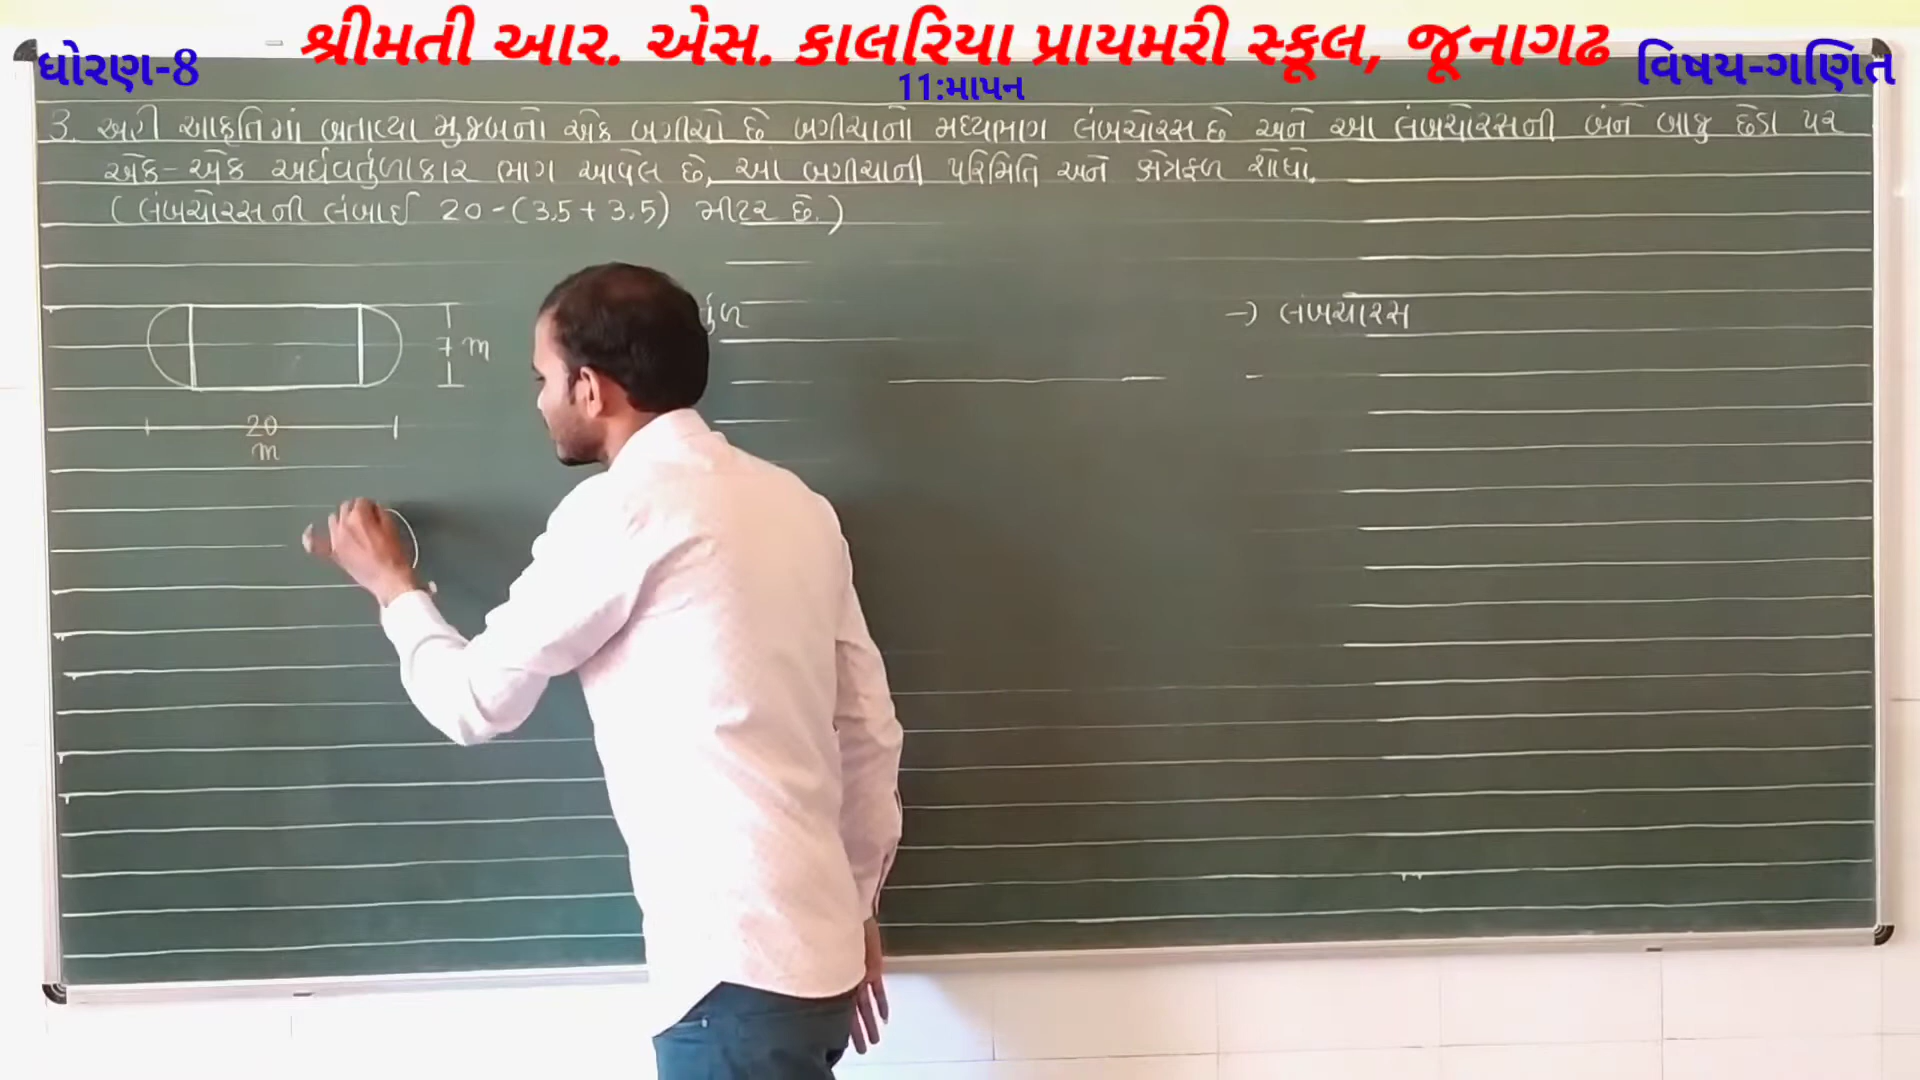 શ્રીમતી આર. એસ. કાલરિયા પ્રાયમરી સ્કૂલ, જૂનાગઢ
ધોરણ-8
વિષય-ગણિત
11:માપન
3. અહી આકૃતિમાં બતાવ્યા મુજબનો એક બગીચો છે બગીચાનો મધ્યભાગ લંબચોરસ છે અને આ લંબચોરસની બંને બાજુ છેડા પર
એક-એક અર્ધવર્તુળાકાર ભાગ આવેલ છે, આ બગીચાની પરિમિતિ અને ક્ષેત્રફળ શોધો.
(લંબચોરસની લંબાઈ 20-(3.5+3.5) મીટર છે.)
→ લંબચોરસ
7 m
20
m